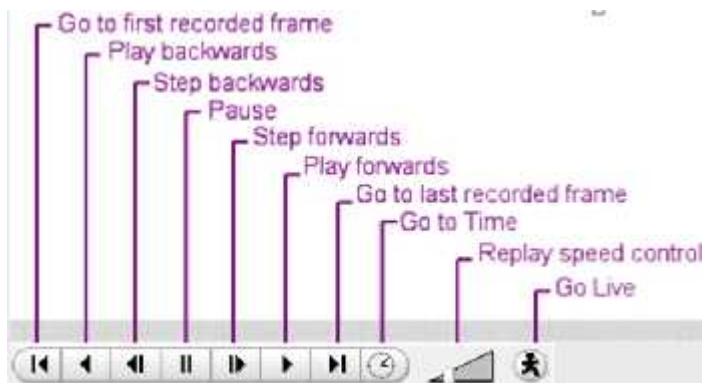 Go to first recorded frame
Play backwards
Step backwards
Pause
Step forwards
Play forwards
Go to last recorded frame
Go to Time
Replay speed control
Go Live